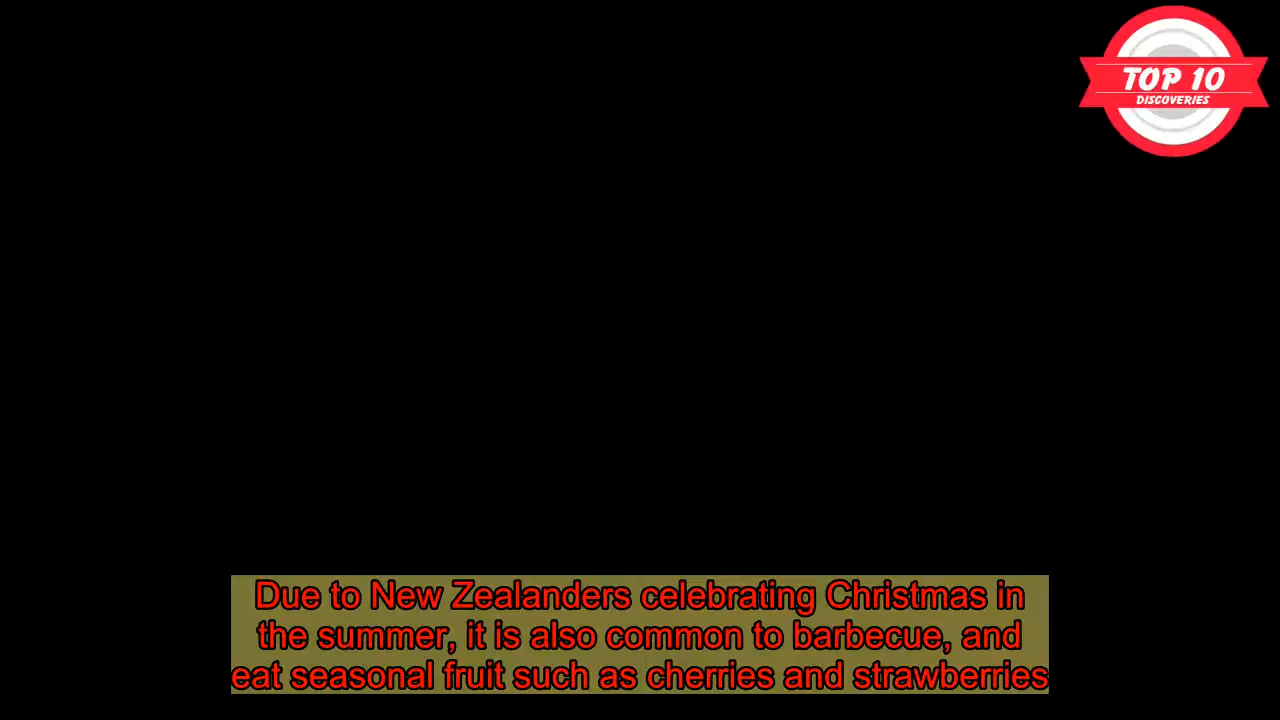 TOP 10
DISCOVERIES
Due to New Zealanders celebrating Christmas in
the summer, it is also common to barbecue, and
eat seasonal fruit such as cherries and strawberries